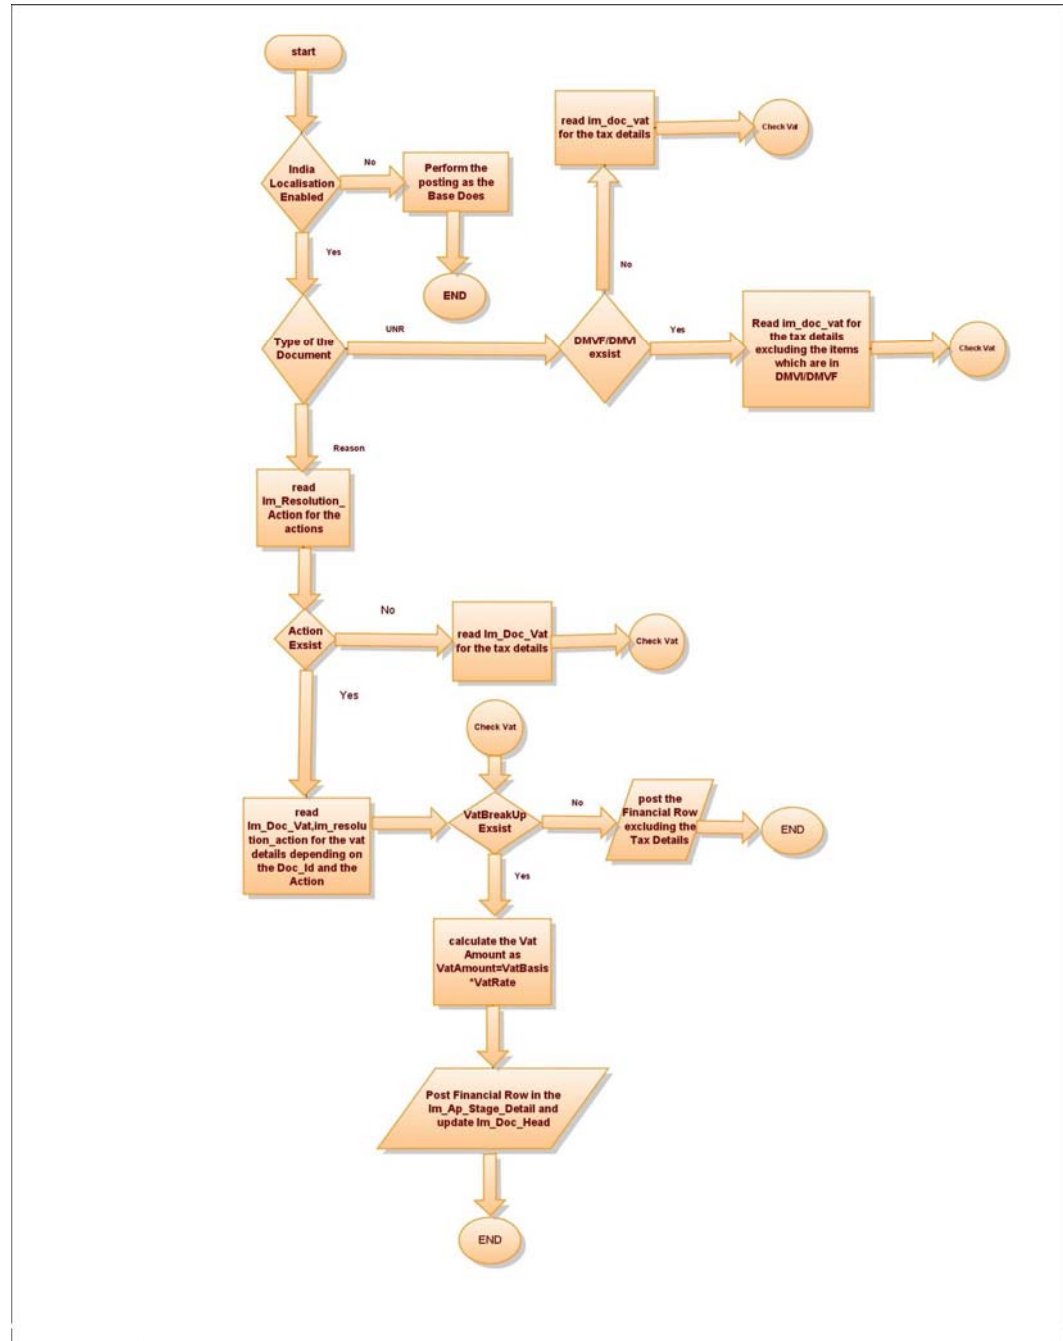 start
India
Localisation
Enabled
No
Perform the
posting as the
Base Does
END
Yes
read im_doc_vat
for the tax details
Check Vat
No
Type of the
Document
UNR
DMVF/DMVI
exsist
Yes
Read im_doc_vat for
the tax details
excluding the items
which are in
DMVI/DMVF
Check Vat
Reason
read
Im_Resolution_
Action for the
actions
Action
Exsist
No
read Im_Doc_Vat
for the tax details
Check Vat
Yes
Check Vat
read
Im_Doc_Vat,im_resolu
tion_action for the vat
details depending on
the Doc_Id and the
Action
VatBreakUp
Exsist
No
post the
Financial Row
excluding the
Tax Details
END
Yes
calculate the Vat
Amount as
VatAmount=VatBasis
*VatRate
Post Financial Row in the
Im_Ap_Stage_Detail and
update Im_Doc_Head
END